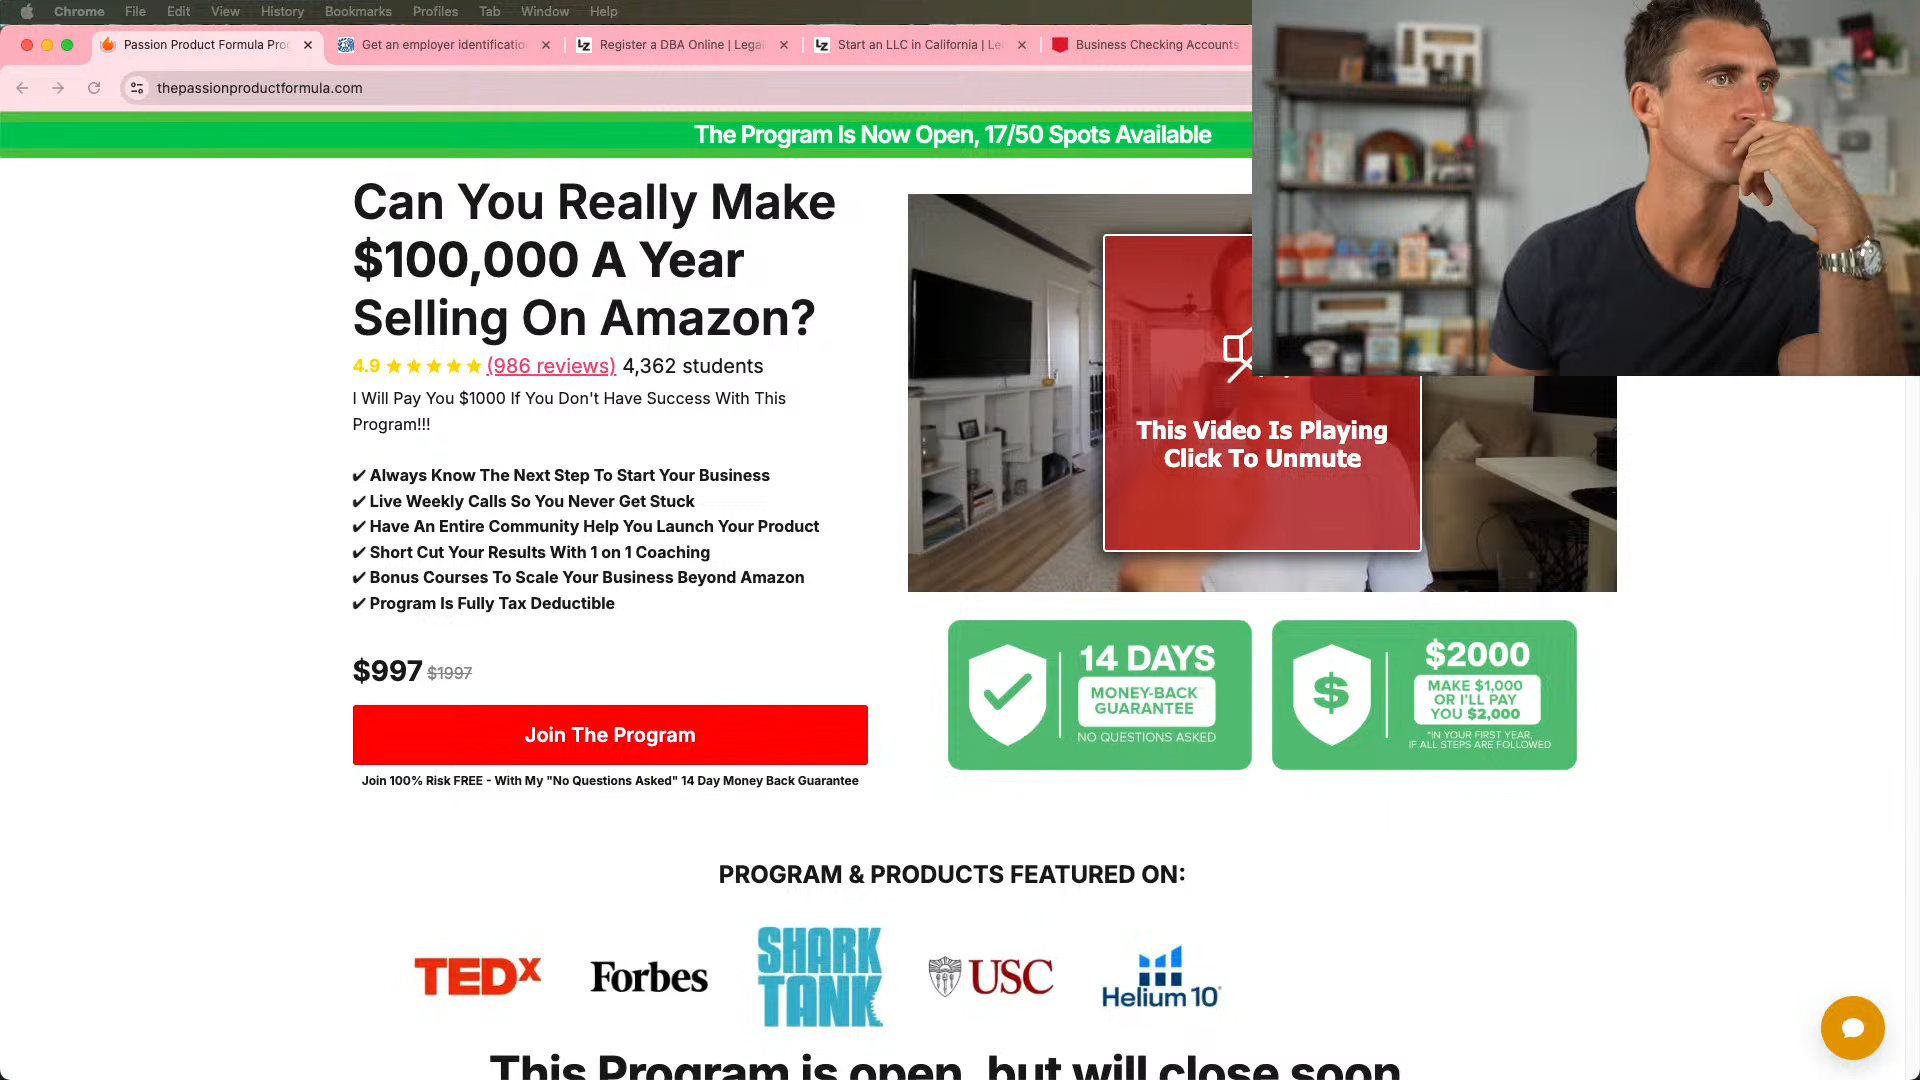 Chrome File Edit View History Bookmarks Profiles Tab Window Help
Passion Product Formula Pro
Get an employer identificatio
Register a DBA Online | Lega
Start an LLC in California | Le
Business Checking Accounts
thepassionproductformula.com
The Program Is Now Open, 17/50 Spots Available
Can You Really Make
$100,000 A Year
Selling On Amazon?
4.9 ★★★★★ (986 reviews) 4,362 students
I Will Pay You $1000 If You Don't Have Success With This
Program!!!
✔ Always Know The Next Step To Start Your Business
✔ Live Weekly Calls So You Never Get Stuck
✔ Have An Entire Community Help You Launch Your Product
✔ Short Cut Your Results With 1 on 1 Coaching
✔ Bonus Courses To Scale Your Business Beyond Amazon
✔ Program Is Fully Tax Deductible
$997 $1997
Join The Program
Join 100% Risk FREE - With My "No Questions Asked" 14 Day Money Back Guarantee
This Video Is Playing
Click To Unmute
14 DAYS
MONEY-BACK
GUARANTEE
NO QUESTIONS ASKED
$2000
MAKE $1,000
OR I'LL PAY
YOU $2,000
*IN YOUR FIRST YEAR,
IF ALL STEPS ARE FOLLOWED
PROGRAM & PRODUCTS FEATURED ON:
TEDx
Forbes
SHARK
TANK
USC
Helium 10
This Program is open, but will close soon